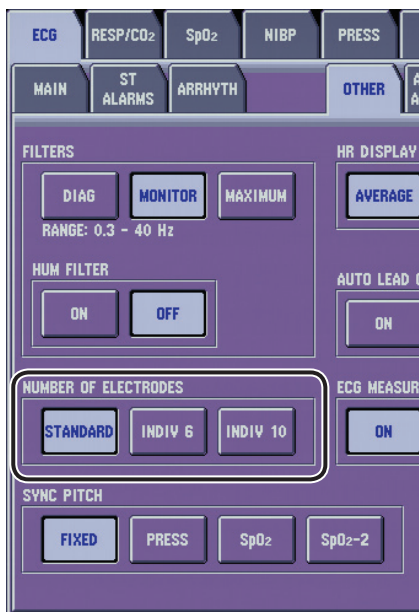 ECG RESP/CO2 SpO2 NIBP PRESS
MAIN ST ALARMS ARRHYTH OTHER
FILTERS
DIAG MONITOR MAXIMUM
RANGE: 0.3 - 40 Hz
HUM FILTER
ON OFF
HR DISPLAY
AVERAGE
AUTO LEAD
ON
NUMBER OF ELECTRODES
STANDARD INDIV 6 INDIV 10
ECG MEASUR
ON
SYNC PITCH
FIXED PRESS SpO2 SpO2-2